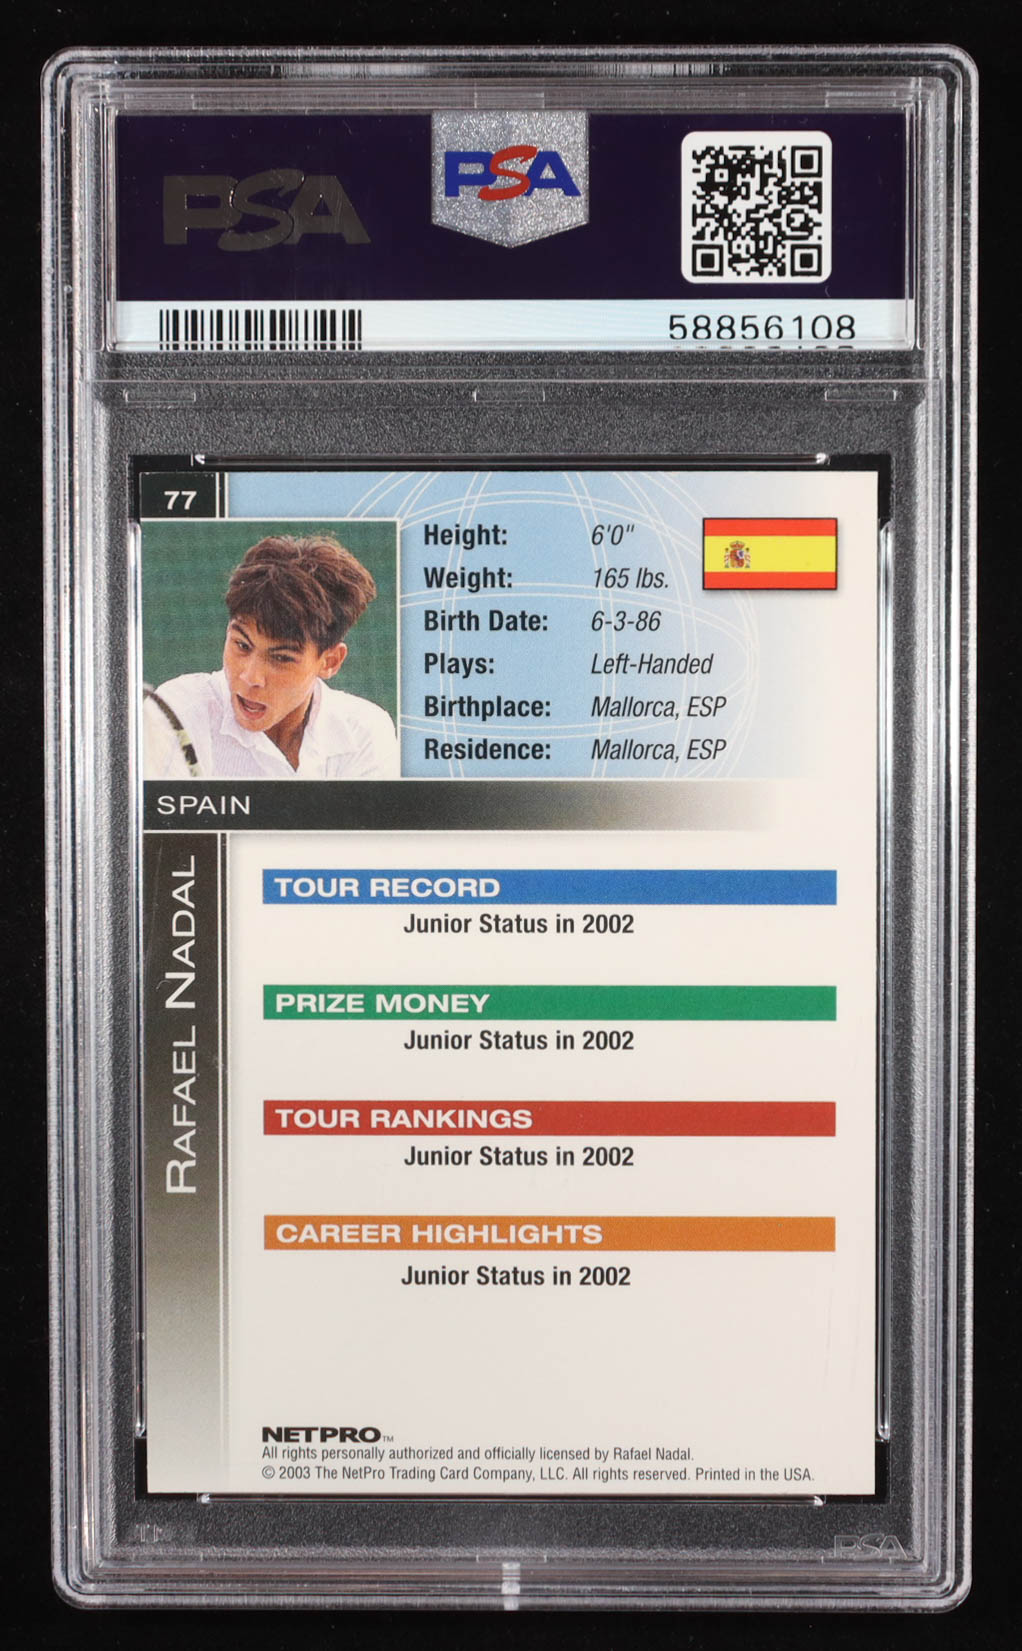 PSA
PSA
58856108
77
Height: 6'0"
Weight: 165 lbs.
Birth Date: 6-3-86
Plays: Left-Handed
Birthplace: Mallorca, ESP
Residence: Mallorca, ESP
SPAIN
RAFAEL NADAL
TOUR RECORD
Junior Status in 2002
PRIZE MONEY
Junior Status in 2002
TOUR RANKINGS
Junior Status in 2002
CAREER HIGHLIGHTS
Junior Status in 2002
NETPRO™
All rights personally authorized and officially licensed by Rafael Nadal.
© 2003 The NetPro Trading Card Company, LLC. All rights reserved. Printed in the USA.
PSA